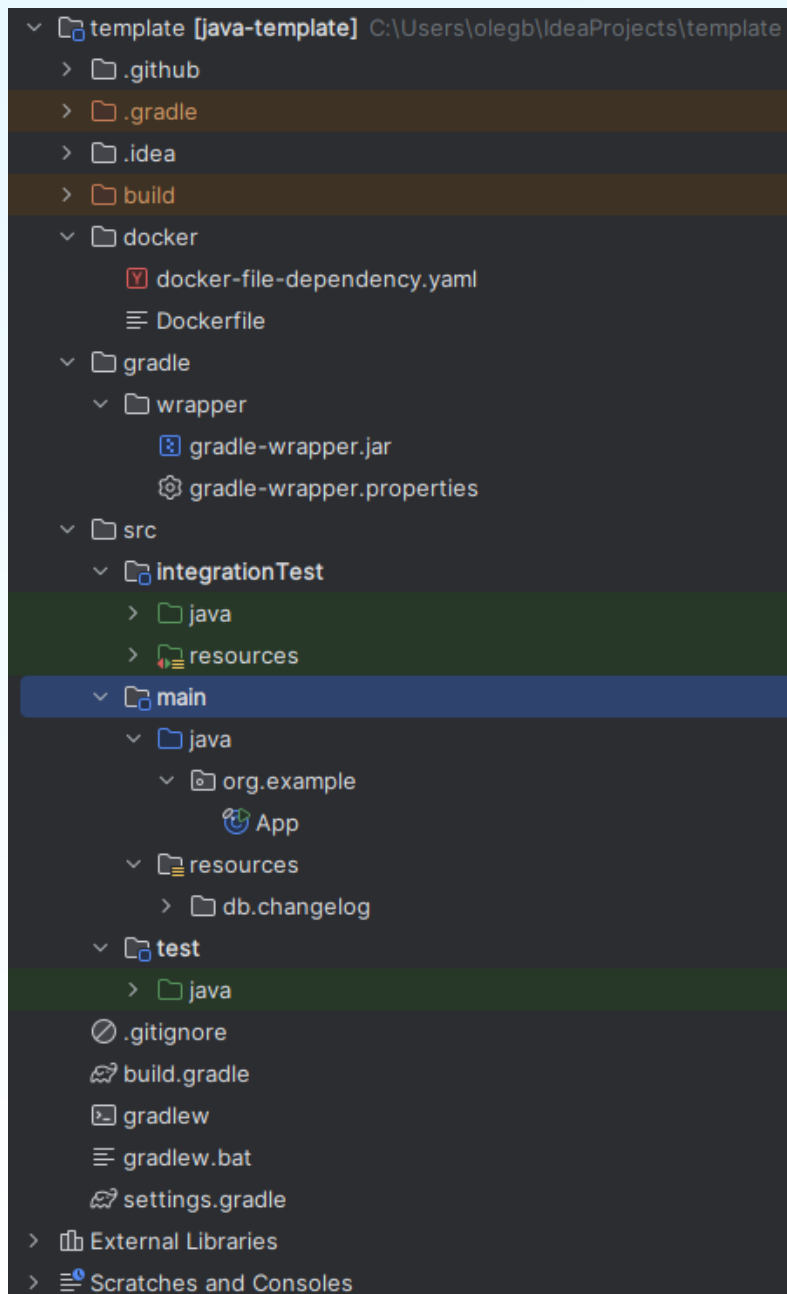 template [java-template] C:\Users\olegb\IdeaProjects\template
.github
.gradle
.idea
build
docker
docker-file-dependency.yaml
Dockerfile
gradle
wrapper
gradle-wrapper.jar
gradle-wrapper.properties
src
integrationTest
java
resources
main
java
org.example
App
resources
db.changelog
test
java
.gitignore
build.gradle
gradlew
gradlew.bat
settings.gradle
External Libraries
Scratches and Consoles